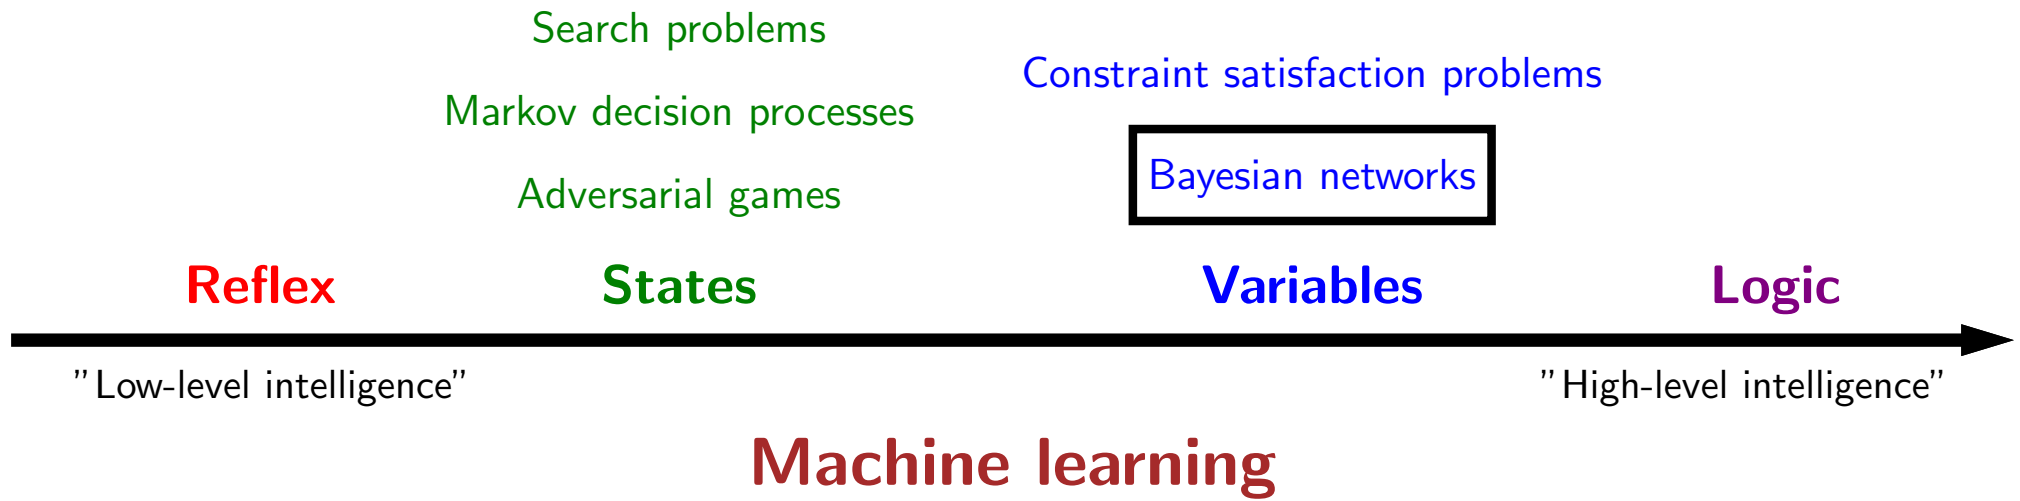 Search problems
Markov decision processes
Adversarial games
Constraint satisfaction problems
Bayesian networks
Reflex
States
Variables
Logic
"Low-level intelligence"
"High-level intelligence"
Machine learning